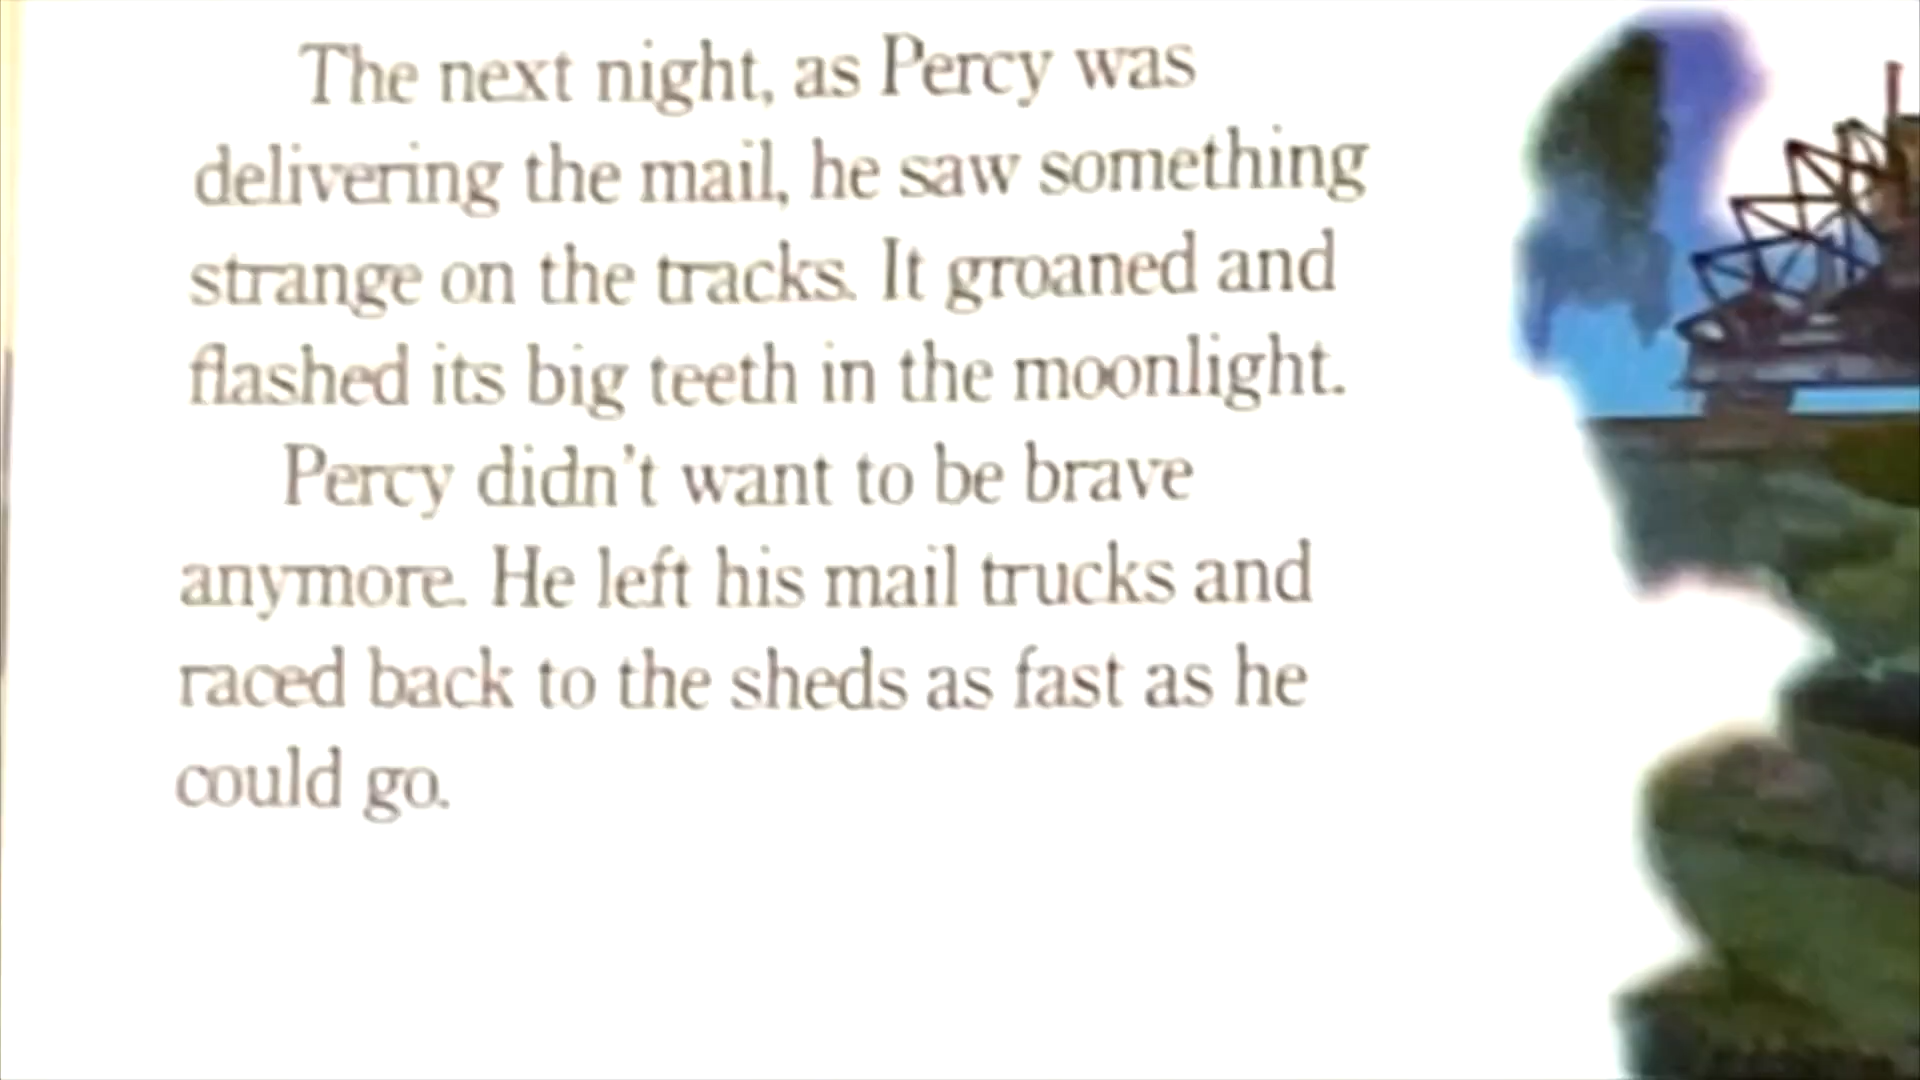 The next night, as Percy was
delivering the mail, he saw something
strange on the tracks. It groaned and
flashed its big teeth in the moonlight.
Percy didn't want to be brave
anymore. He left his mail trucks and
raced back to the sheds as fast as he
could go.